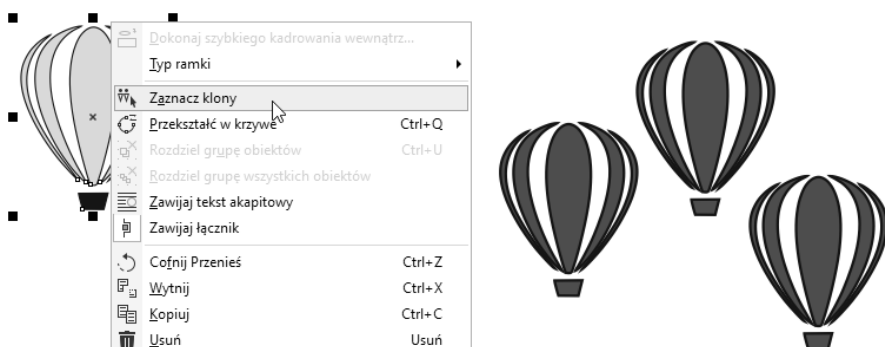 Dokonaj szybkiego kadrowania wewnątrz...
Typ ramki
Zaznacz klony
Przekształć w krzywe Ctrl+Q
Rozdziel grupę obiektów Ctrl+U
Rozdziel grupę wszystkich obiektów
Zawijaj tekst akapitowy
Zawijaj łącznik
Cofnij Przenieś Ctrl+Z
Wytnij Ctrl+X
Kopiuj Ctrl+C
Usuń Usuń